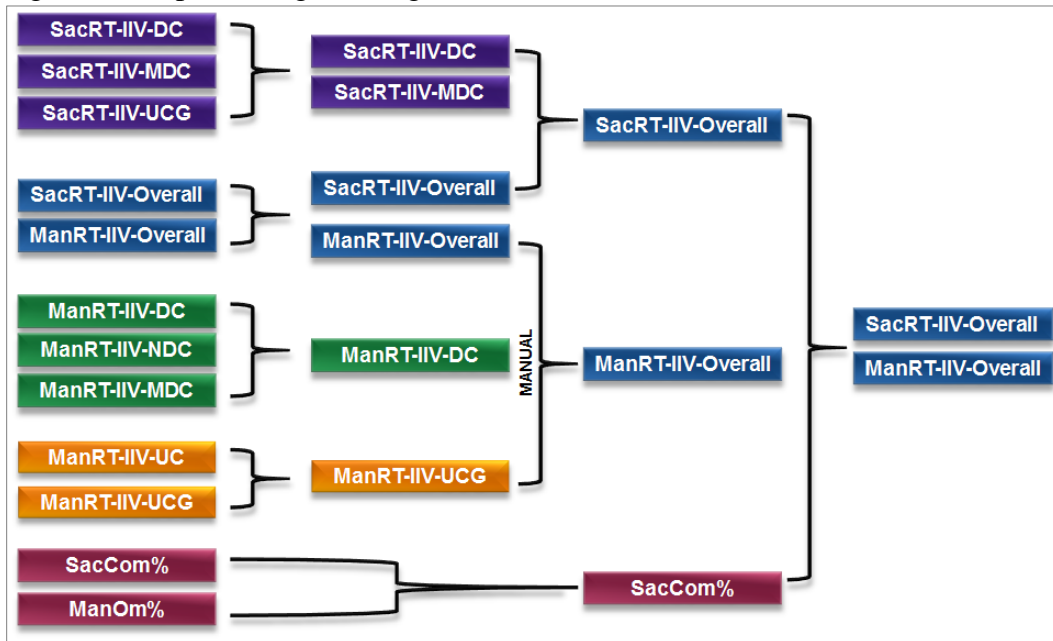 SacRT-IIV-DC
SacRT-IIV-MDC
SacRT-IIV-UCG
SacRT-IIV-Overall
ManRT-IIV-Overall
ManRT-IIV-DC
ManRT-IIV-NDC
ManRT-IIV-MDC
ManRT-IIV-UC
ManRT-IIV-UCG
SacCom%
ManOm%
SacRT-IIV-DC
SacRT-IIV-MDC
SacRT-IIV-Overall
ManRT-IIV-Overall
ManRT-IIV-DC
ManRT-IIV-UCG
MANUAL
SacRT-IIV-Overall
ManRT-IIV-Overall
SacCom%
SacRT-IIV-Overall
ManRT-IIV-Overall